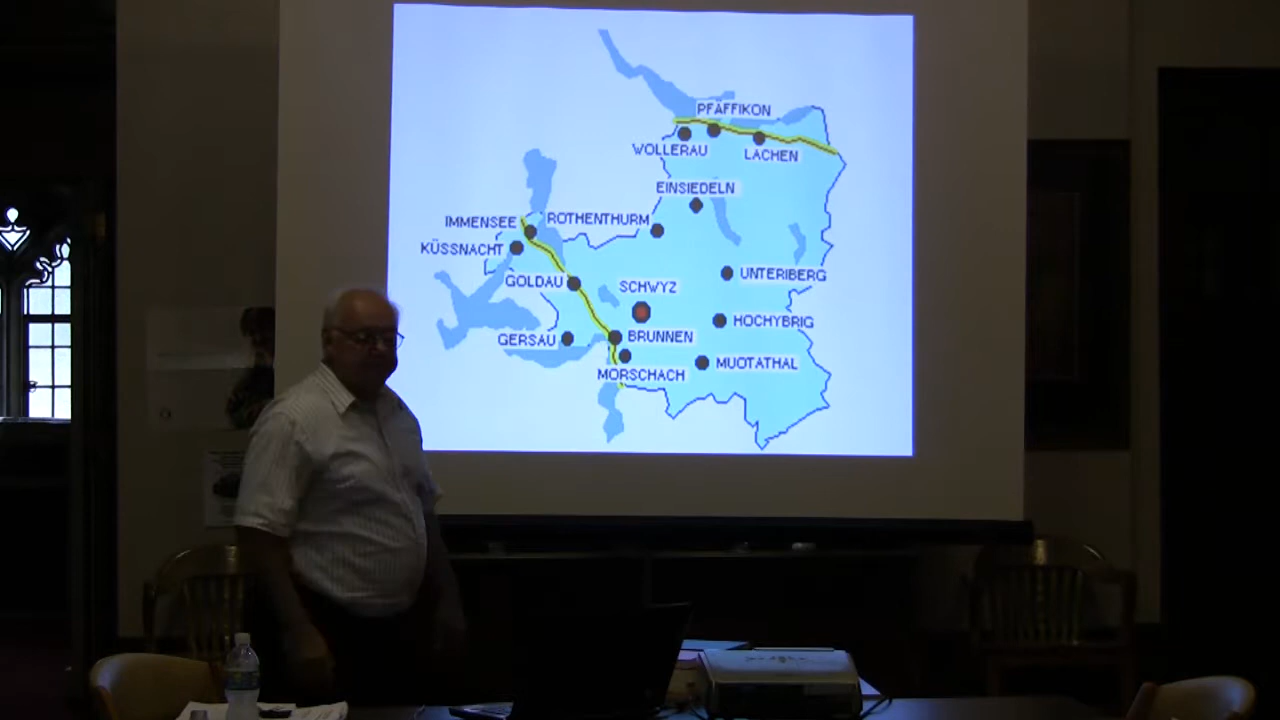 PFÄFFIKON
WOLLERAU
LACHEN
EINSIEDELN
IMMENSEE
ROTHENTHURM
KÜSSNACHT
GOLDAU
SCHWYZ
UNTERIBERG
GERSAU
BRUNNEN
HOCHYBRIG
MORSCHACH
MUOTATHAL